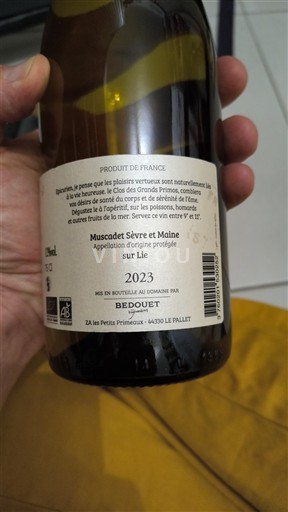 PRODUIT DE FRANCE
Epicurien, je pense que les plaisirs vertueux sont naturellement liés
à la vie heureuse. le Clos des Grands Primos, comblera
vos désirs de santé du corps et de sérénité de l'âme.
Dégustez le à l'apéritif, sur les poissons, homards
et autres fruits de la mer. Servez ce vin entre 9° et 12°.
Muscadet Sèvre et Maine
Appellation d'origine protégée
sur Lie
2023
MIS EN BOUTEILLE AU DOMAINE PAR
BEDOUET
vigneron
ZA les Petits Primeaux - 44330 LE PALLET
AB